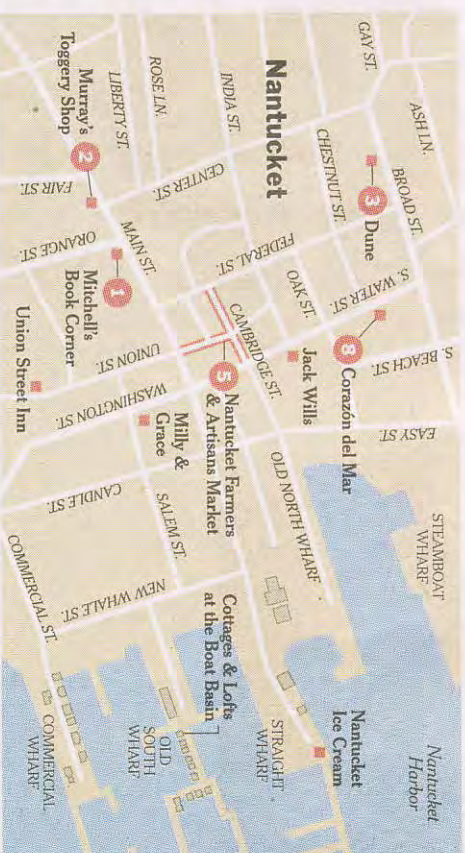 Nantucket
GAY ST.
ASH LN.
BROAD ST.
CHESTNUT ST.
INDIA ST.
ROSE LN.
LIBERTY ST.
CENTER ST.
FAIR ST.
ORANGE ST.
MAIN ST.
FEDERAL ST.
OAK ST.
S. WATER ST.
S. BEACH ST.
EASY ST.
CAMBRIDGE ST.
UNION ST.
WASHINGTON ST.
CANDLE ST.
SALEM ST.
NEW WHALE ST.
COMMERCIAL ST.
OLD NORTH WHARF
STEAMBOAT
WHARF
STRAIGHT
WHARF
OLD
SOUTH
WHARF
COMMERCIAL
WHARF
Nantucket
Harbor
2
Murray's
Toggery Shop
3
Dune
1
Mitchell's
Book Corner
8
Corazón del Mar
Jack Wills
5
Nantucket Farmers
& Artisans Market
Union Street Inn
Milly &
Grace
Cottages & Lofts
at the Boat Basin
Nantucket
Ice Cream